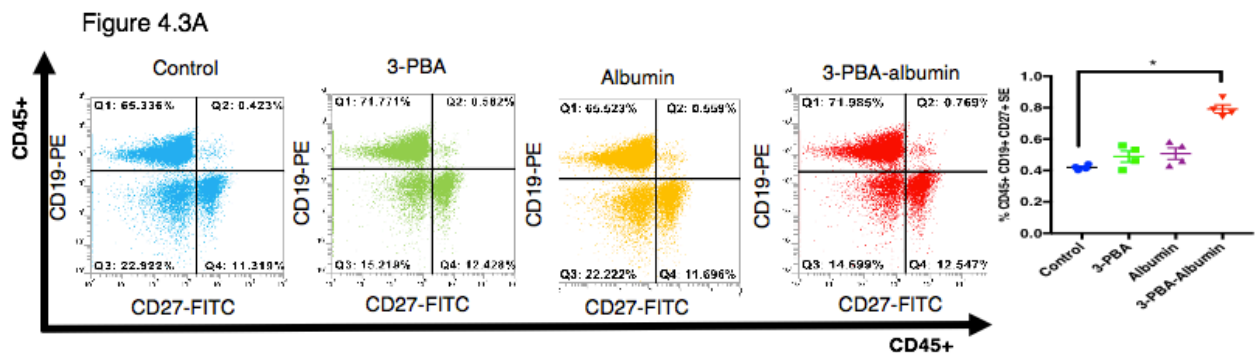 Figure 4.3A
CD45+
Control
Q1: 65.336%
Q2: 0.423%
CD19-PE
Q3: 22.922%
Q4: 11.319%
CD27-FITC
3-PBA
Q1: 71.771%
Q2: 0.582%
CD19-PE
Q3: 15.219%
Q4: 12.428%
CD27-FITC
Albumin
Q1: 65.523%
Q2: 0.559%
CD19-PE
Q3: 22.222%
Q4: 11.696%
CD27-FITC
3-PBA-albumin
Q1: 71.985%
Q2: 0.769%
CD19-PE
Q3: 14.699%
Q4: 12.547%
CD27-FITC
CD45+
% CD45+ CD19+ CD27+ SE
1.0
0.8
0.6
0.4
0.2
0.0
*
Control
3-PBA
Albumin
3-PBA-Albumin